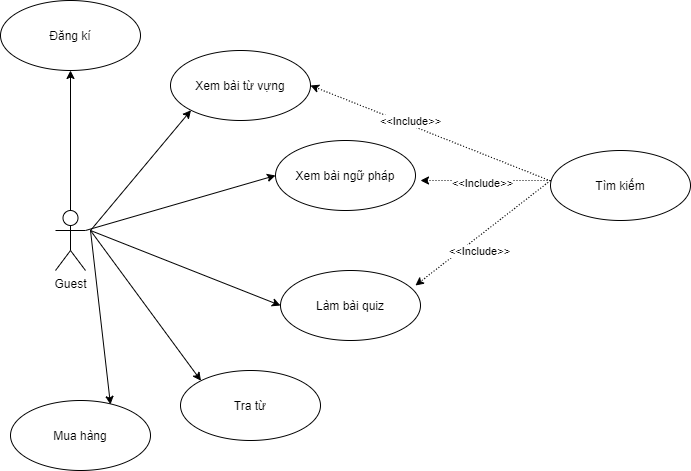 Đăng kí
Xem bài từ vựng
<<Include>>
Xem bài ngữ pháp
<<Include>>
Tìm kiếm
<<Include>>
Guest
Làm bài quiz
Tra từ
Mua hàng